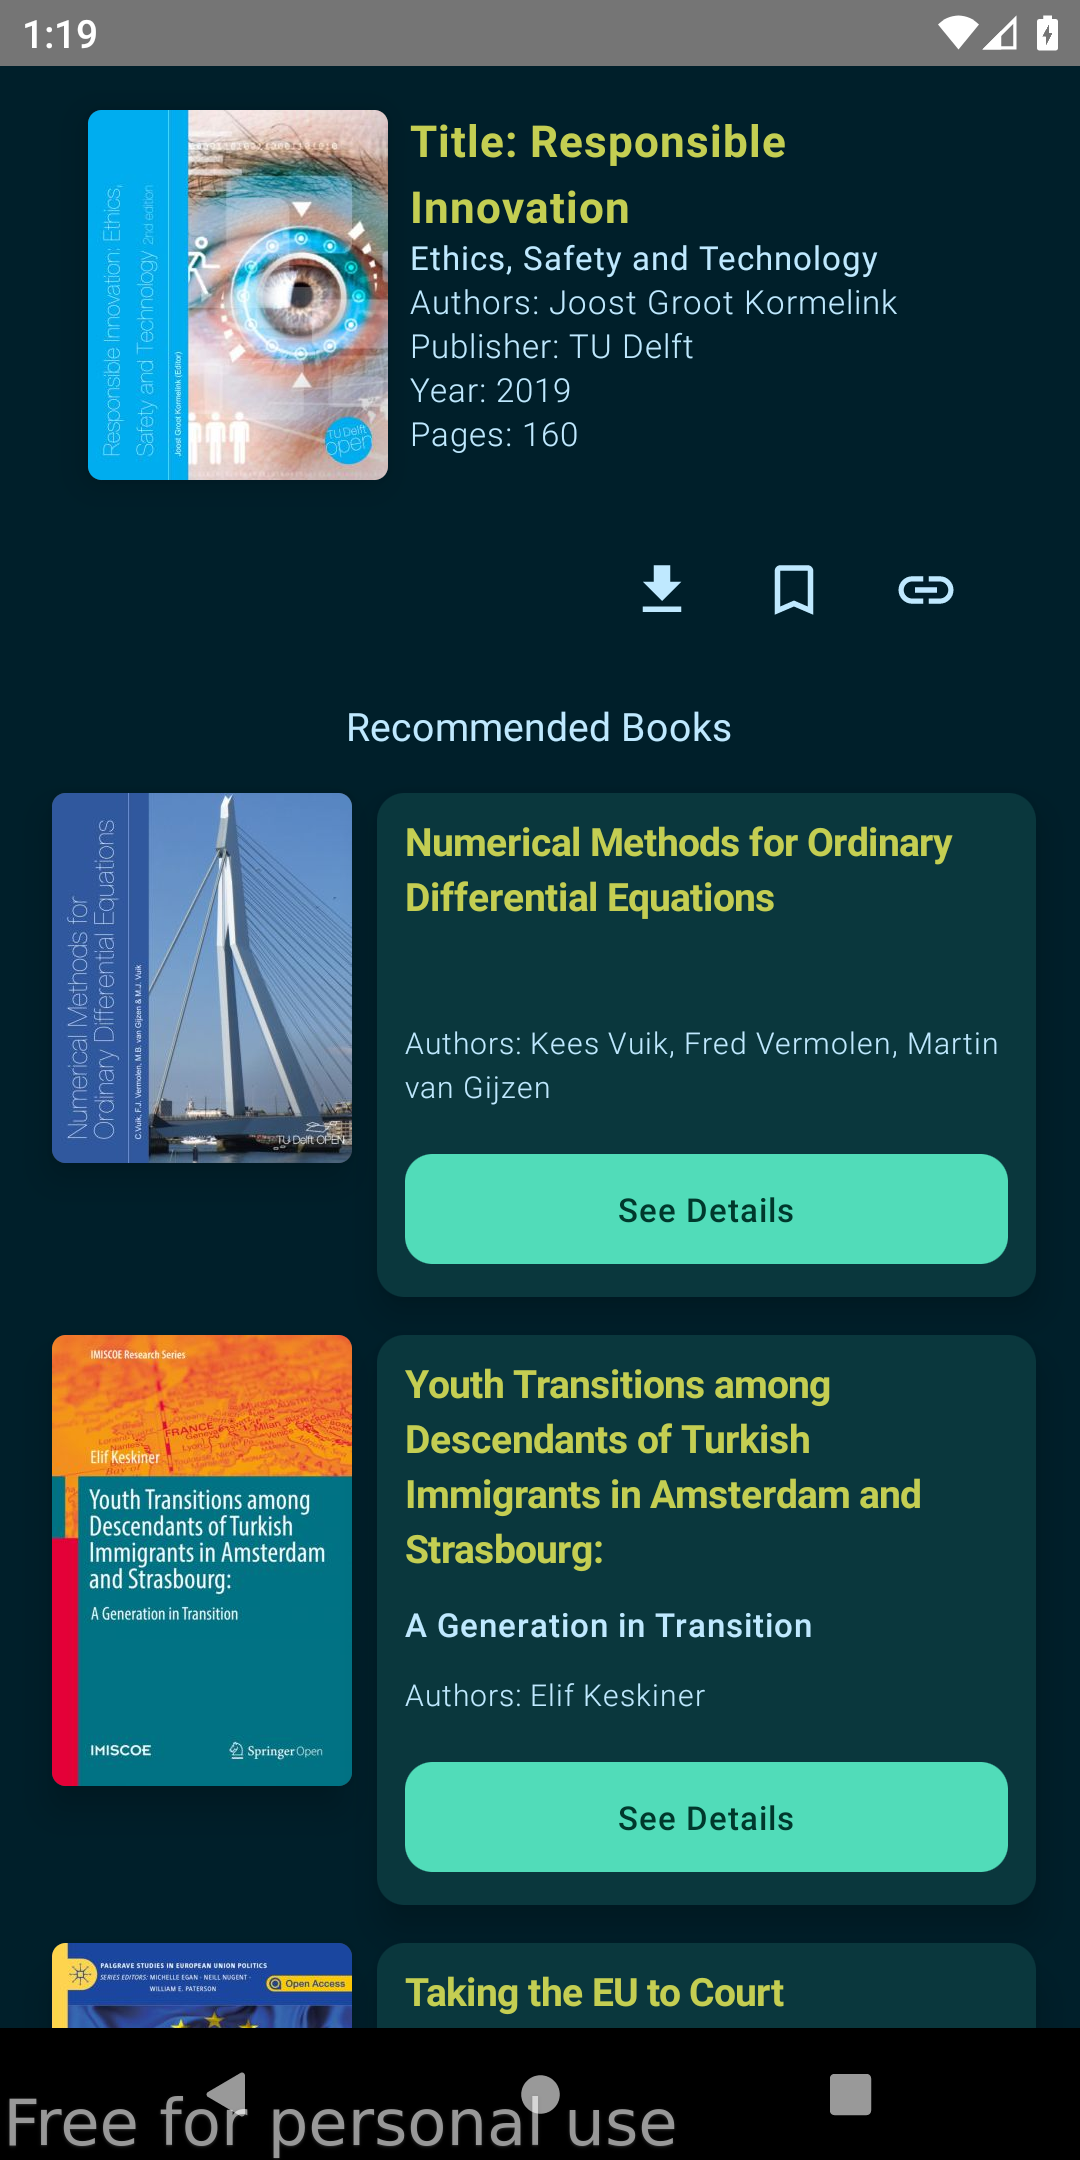 1:19
Responsible Innovation: Ethics,
Safety and Technology 2nd edition
Joost Groot Kormelink (Editor)
TU Delft
open
Title: Responsible
Innovation
Ethics, Safety and Technology
Authors: Joost Groot Kormelink
Publisher: TU Delft
Year: 2019
Pages: 160
Recommended Books
Numerical Methods for
Ordinary Differential Equations
C.Vuik, F.J. Vermolen, M.B. van Gijzen & M.J. Vuik
TU Delft OPEN
Numerical Methods for Ordinary
Differential Equations
Authors: Kees Vuik, Fred Vermolen, Martin
van Gijzen
See Details
IMISCOE Research Series
FRANCE
Elif Keskiner
Youth Transitions among
Descendants of Turkish
Immigrants in Amsterdam
and Strasbourg:
A Generation in Transition
IMISCOE
Springer Open
Youth Transitions among
Descendants of Turkish
Immigrants in Amsterdam and
Strasbourg:
A Generation in Transition
Authors: Elif Keskiner
See Details
PALGRAVE STUDIES IN EUROPEAN UNION POLITICS
SERIES EDITORS: MICHELLE EGAN · NEILL NUGENT ·
WILLIAM E. PATERSON
Open Access
Taking the EU to Court
Free for personal use